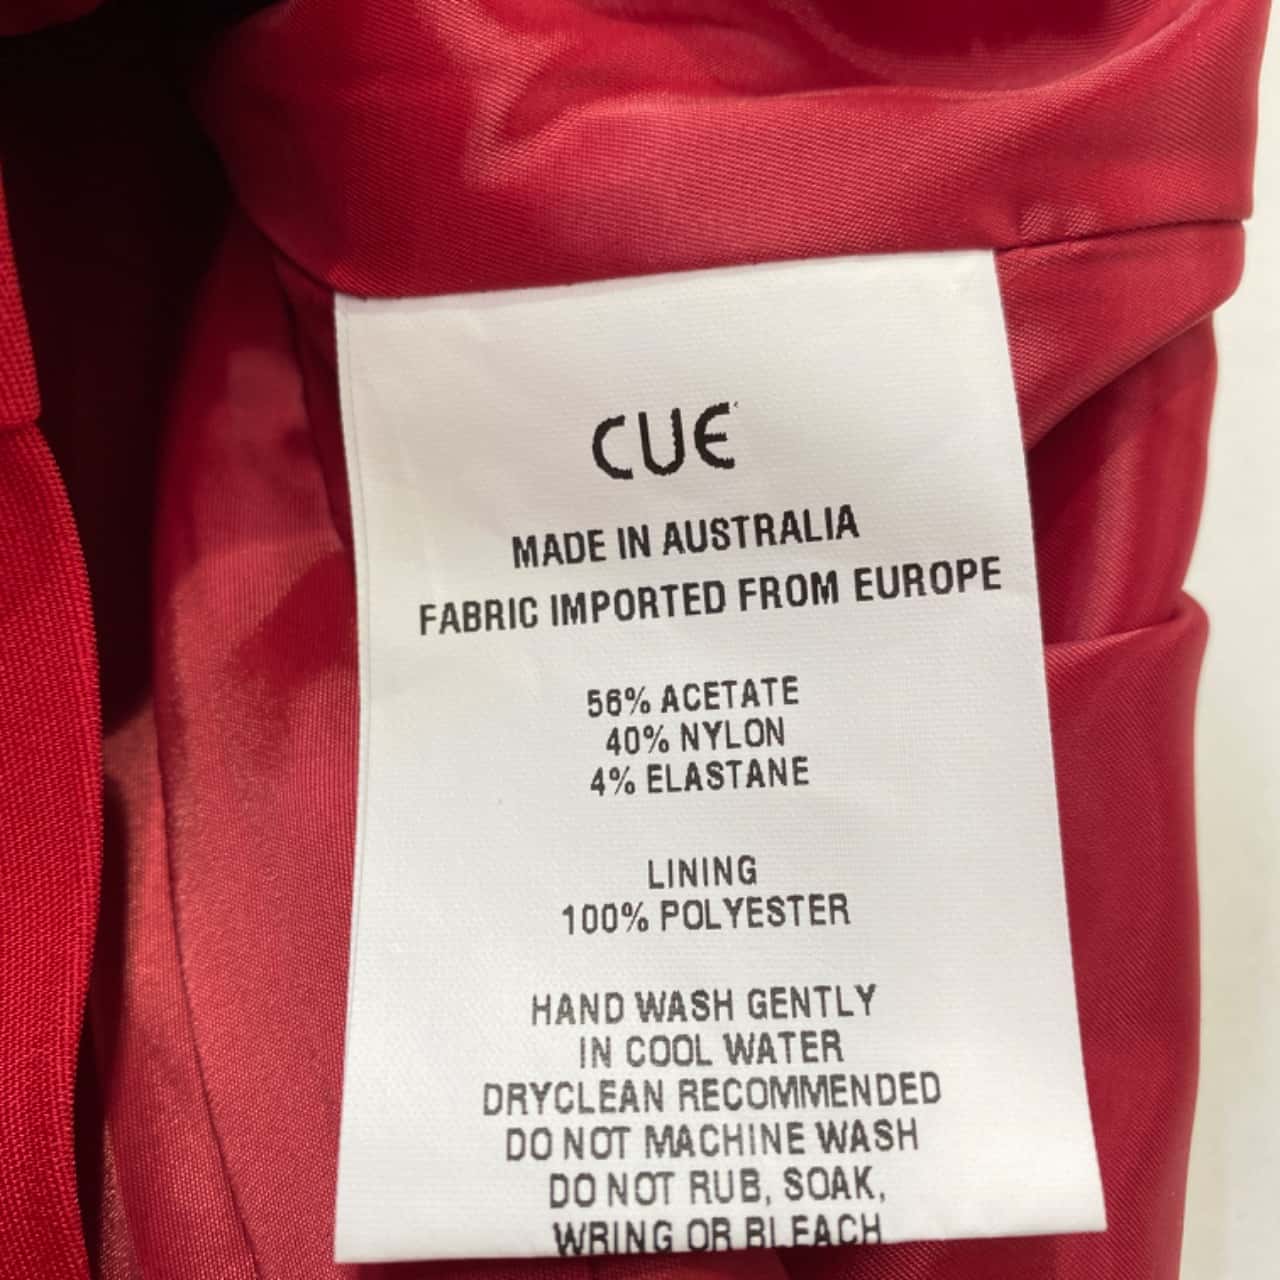 CUE
MADE IN AUSTRALIA
FABRIC IMPORTED FROM EUROPE
56% ACETATE
40% NYLON
4% ELASTANE
LINING
100% POLYESTER
HAND WASH GENTLY
IN COOL WATER
DRYCLEAN RECOMMENDED
DO NOT MACHINE WASH
DO NOT RUB, SOAK,
WRING OR BLEACH